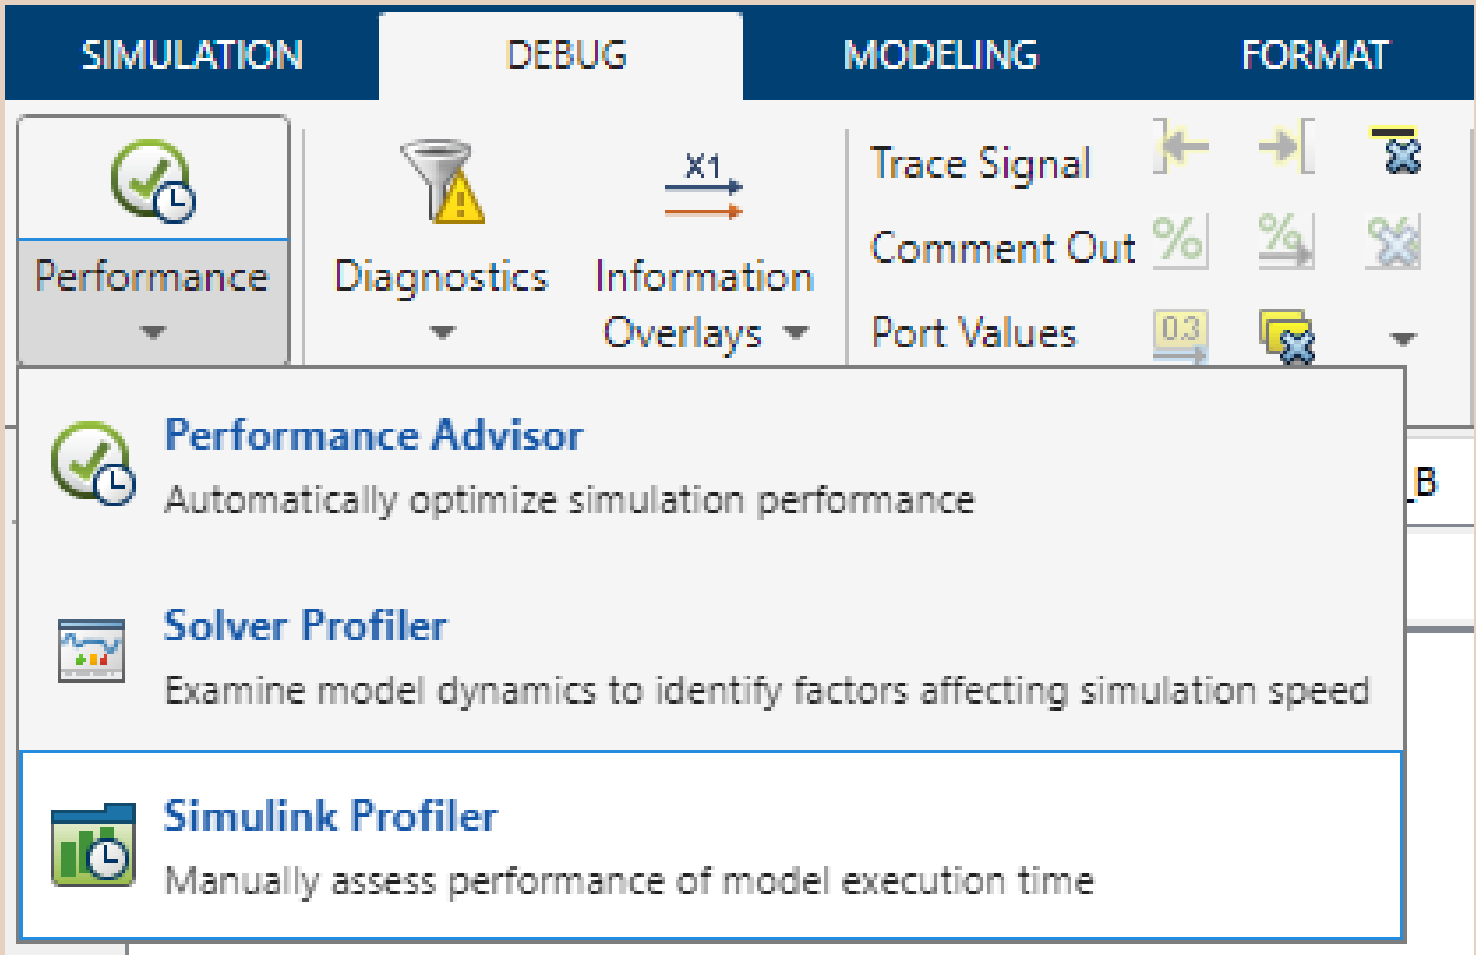 SIMULATION DEBUG MODELING FORMAT
X1
Trace Signal
Performance Diagnostics Information Overlays
Comment Out % %
Port Values 0.3
Performance Advisor
Automatically optimize simulation performance
_B
Solver Profiler
Examine model dynamics to identify factors affecting simulation speed
Simulink Profiler
Manually assess performance of model execution time